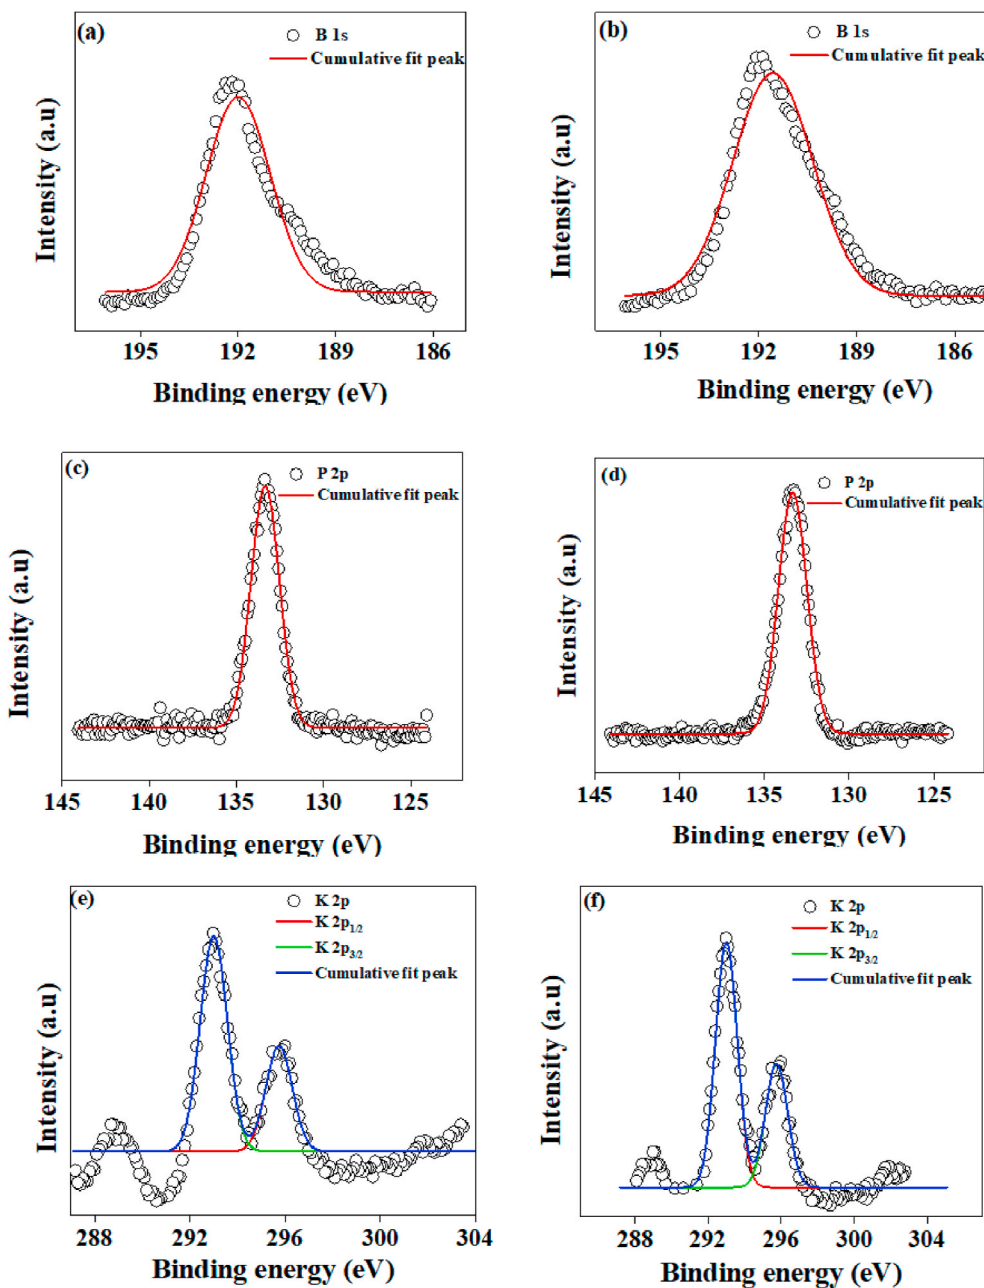 (a)
B 1s
Cumulative fit peak
Intensity (a.u)
195 192 189 186
Binding energy (eV)
(b)
B 1s
Cumulative fit peak
Intensity (a.u)
195 192 189 186
Binding energy (eV)
(c)
P 2p
Cumulative fit peak
Intensity (a.u)
145 140 135 130 125
Binding energy (eV)
(d)
P 2p
Cumulative fit peak
Intensity (a.u)
145 140 135 130 125
Binding energy (eV)
(e)
K 2p
K 2p1/2
K 2p3/2
Cumulative fit peak
Intensity (a.u)
288 292 296 300 304
Binding energy (eV)
(f)
K 2p
K 2p1/2
K 2p3/2
Cumulative fit peak
Intensity (a.u)
288 292 296 300 304
Binding energy (eV)